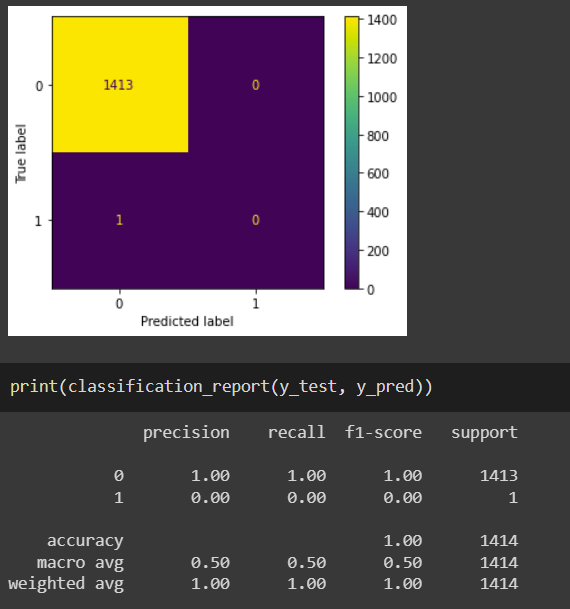 1400
1413 0
0
1200
1000
True label
800
600
1
1 0
400
200
0
0 1
Predicted label
print(classification_report(y_test, y_pred))
precision recall f1-score support
0 1.00 1.00 1.00 1413
1 0.00 0.00 0.00 1
accuracy 1.00 1414
macro avg 0.50 0.50 0.50 1414
weighted avg 1.00 1.00 1.00 1414